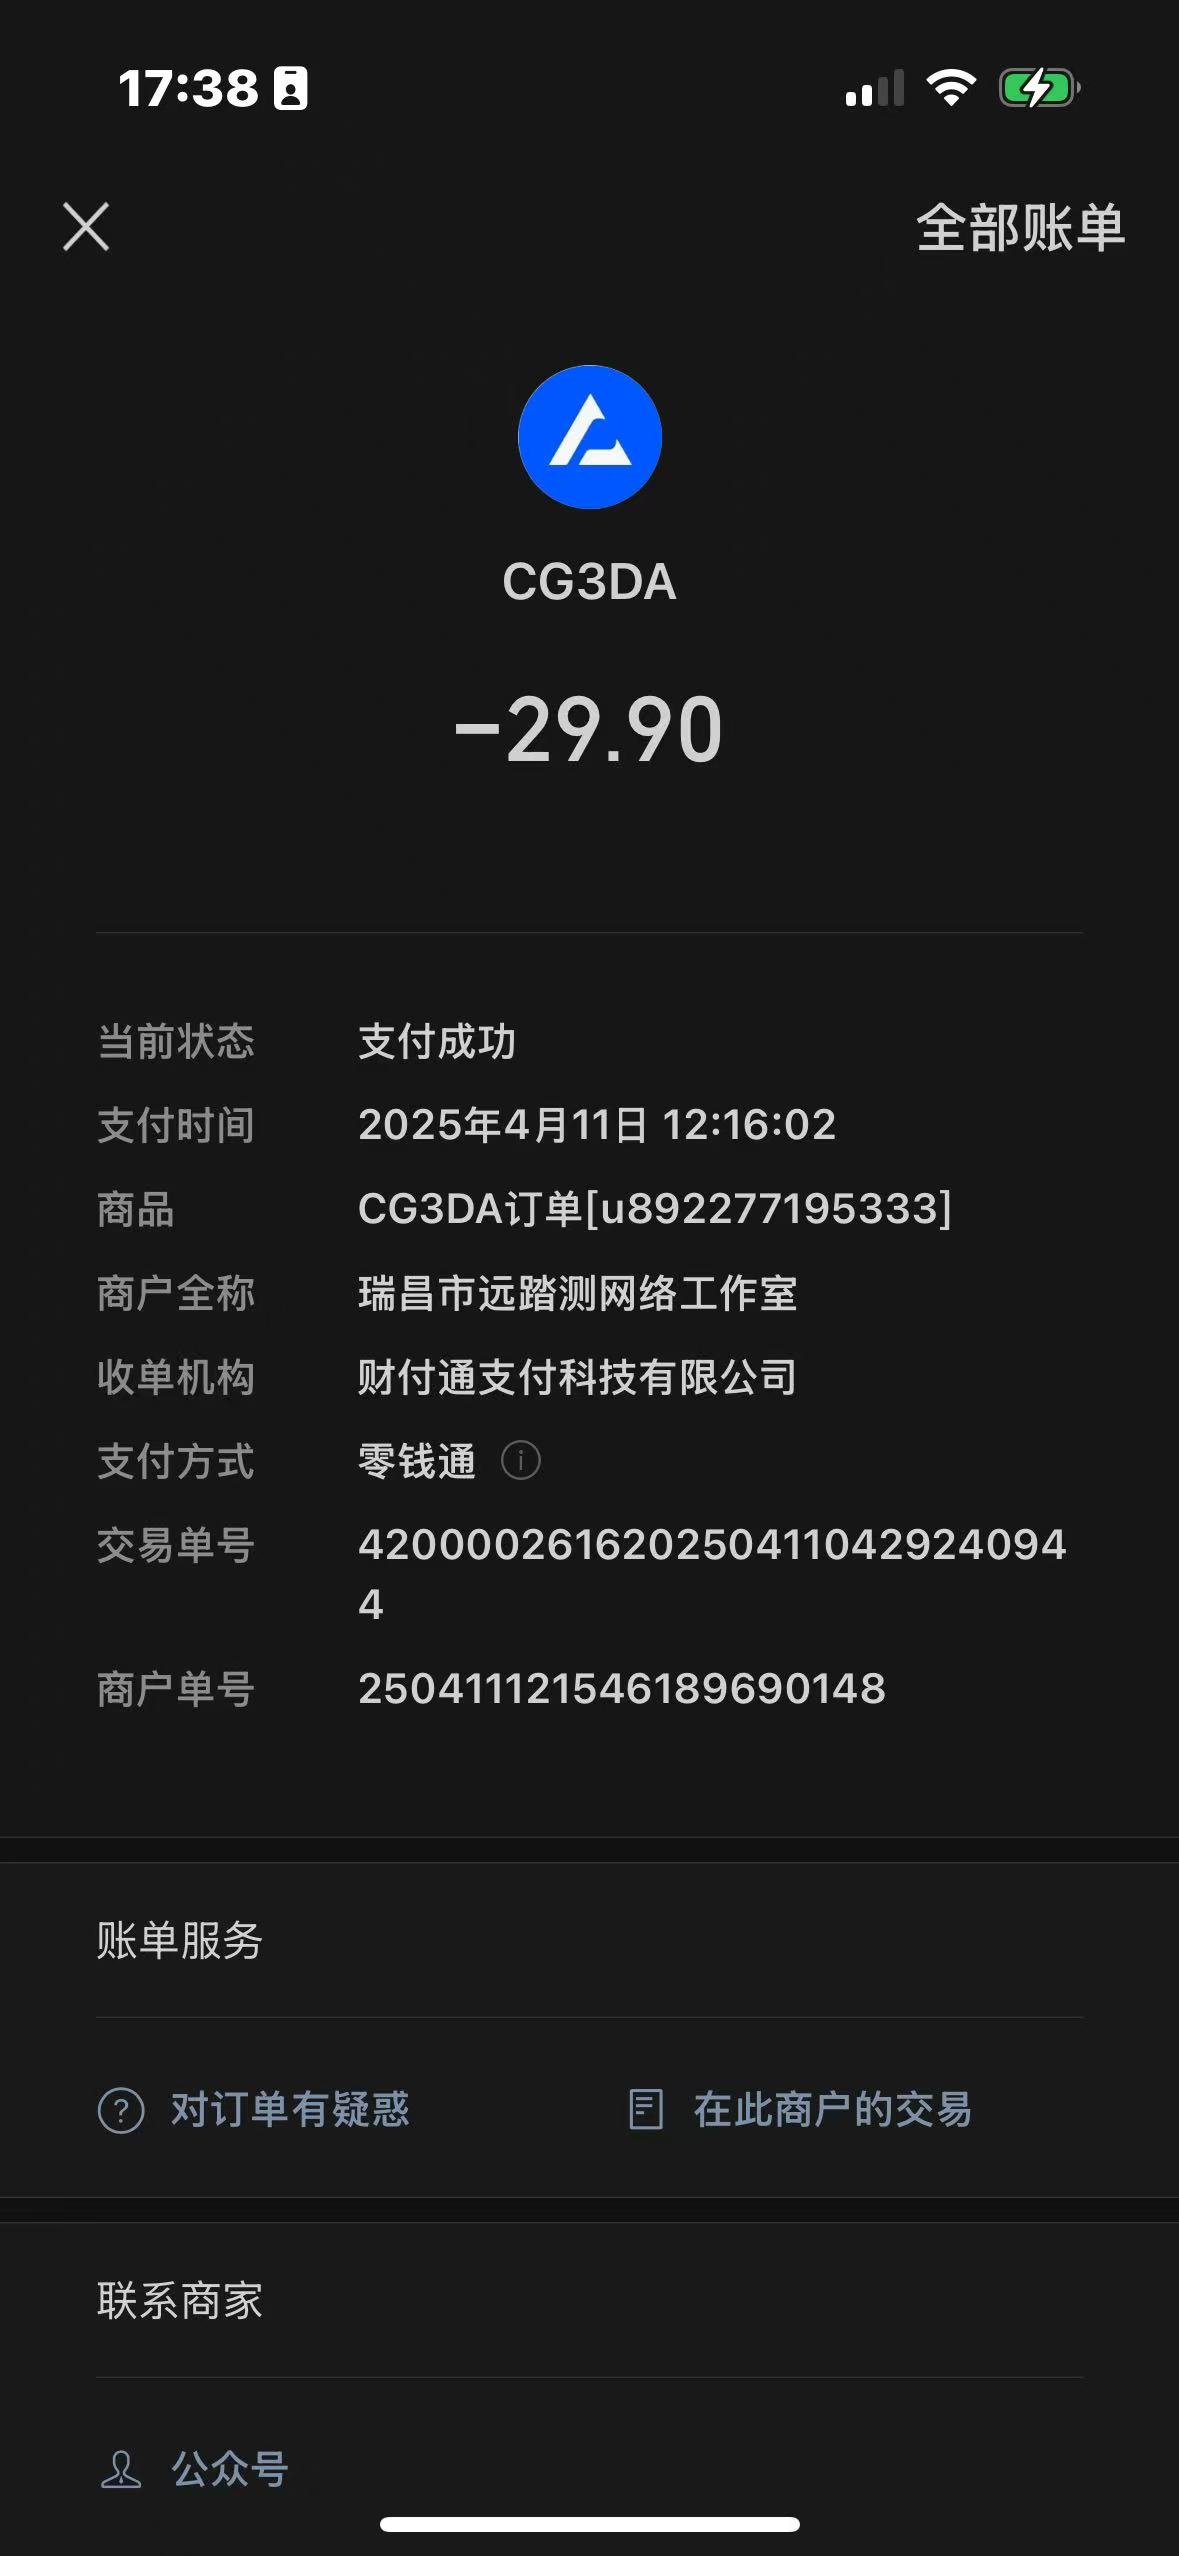 17:38
全部账单
CG3DA
-29.90
当前状态 支付成功
支付时间 2025年4月11日 12:16:02
商品 CG3DA订单[u892277195333]
商户全称 瑞昌市远踏测网络工作室
收单机构 财付通支付科技有限公司
支付方式 零钱通
交易单号 420000261620250411042924094
4
商户单号 25041112154618969014​8
账单服务
对订单有疑惑 在此商户的交易
联系商家
公众号